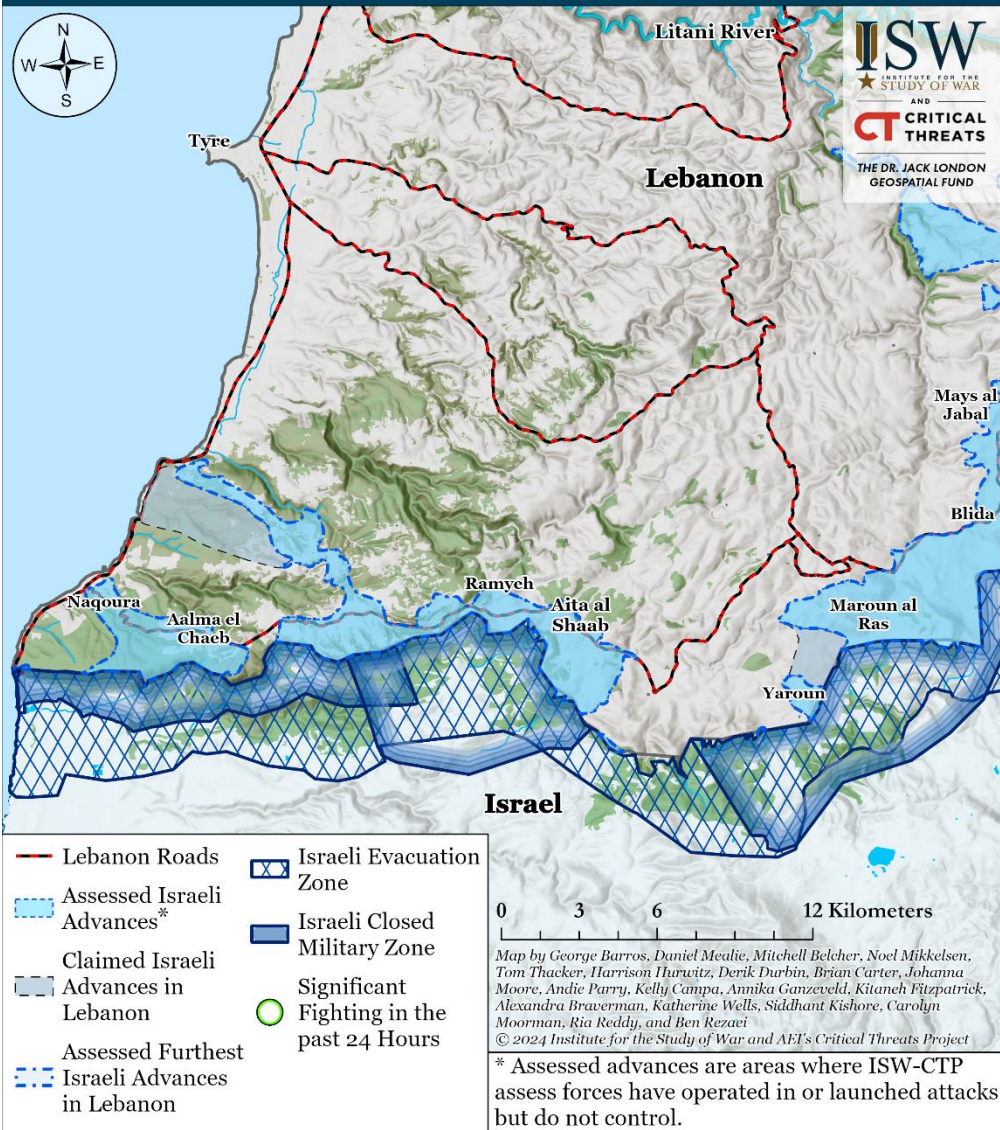 N
W
E
S
Litani River
ISW
INSTITUTE FOR THE
STUDY OF WAR
AND
CT CRITICAL
THREATS
THE DR. JACK LONDON
GEOSPATIAL FUND
Tyre
Lebanon
Mays al
Jabal
Blida
Ramych
Naqoura
Aalma el
Chaeb
Aita al
Shaab
Maroun al
Ras
Yaroun
Israel
Lebanon Roads
Assessed Israeli
Advances*
Claimed Israeli
Advances in
Lebanon
Assessed Furthest
Israeli Advances
in Lebanon
Israeli Evacuation
Zone
Israeli Closed
Military Zone
Significant
Fighting in the
past 24 Hours
0 3 6 12 Kilometers
Map by George Barros, Daniel Mealie, Mitchell Belcher, Noel Mikkelsen,
Tom Thacker, Harrison Hurwitz, Derik Durbin, Brian Carter, Johanna
Moore, Andie Parry, Kelly Campa, Annika Ganzeveld, Kitaneh Fitzpatrick,
Alexandra Braverman, Katherine Wells, Siddhant Kishore, Carolyn
Moorman, Ria Reddy, and Ben Rezaei
© 2024 Institute for the Study of War and AEI's Critical Threats Project
* Assessed advances are areas where ISW-CTP
assess forces have operated in or launched attacks
but do not control.